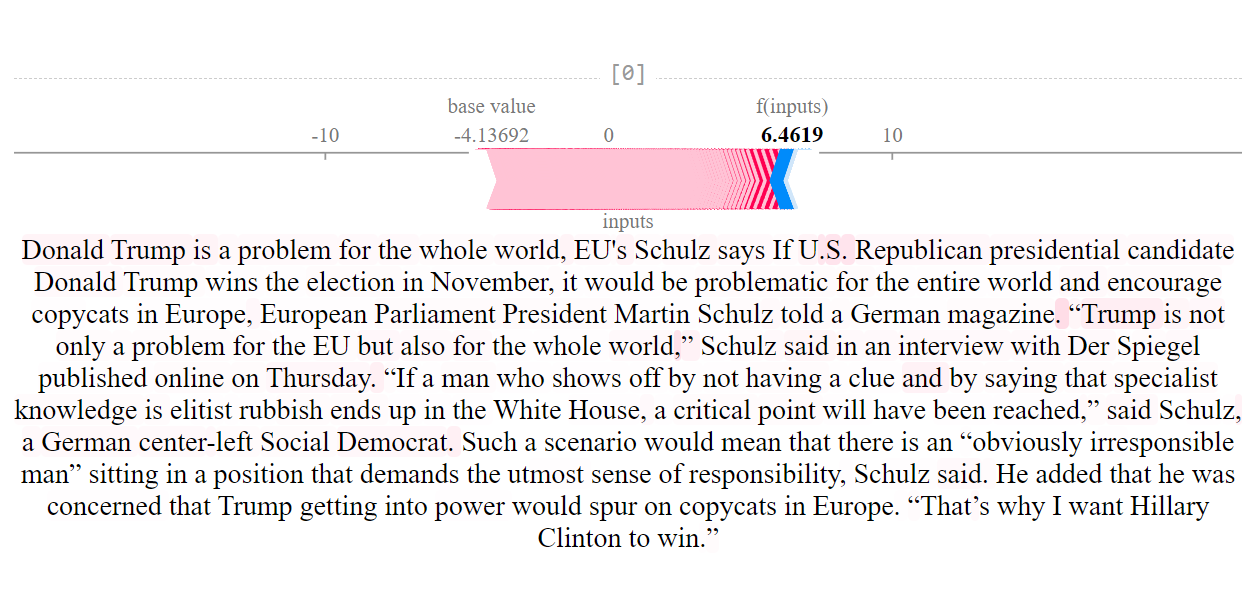 [0]
base value f(inputs)
-10 -4.13692 0 6.4619 10
inputs
Donald Trump is a problem for the whole world, EU's Schulz says If U.S. Republican presidential candidate
Donald Trump wins the election in November, it would be problematic for the entire world and encourage
copycats in Europe, European Parliament President Martin Schulz told a German magazine. “Trump is not
only a problem for the EU but also for the whole world,” Schulz said in an interview with Der Spiegel
published online on Thursday. “If a man who shows off by not having a clue and by saying that specialist
knowledge is elitist rubbish ends up in the White House, a critical point will have been reached,” said Schulz,
a German center-left Social Democrat. Such a scenario would mean that there is an “obviously irresponsible
man” sitting in a position that demands the utmost sense of responsibility, Schulz said. He added that he was
concerned that Trump getting into power would spur on copycats in Europe. “That’s why I want Hillary
Clinton to win.”